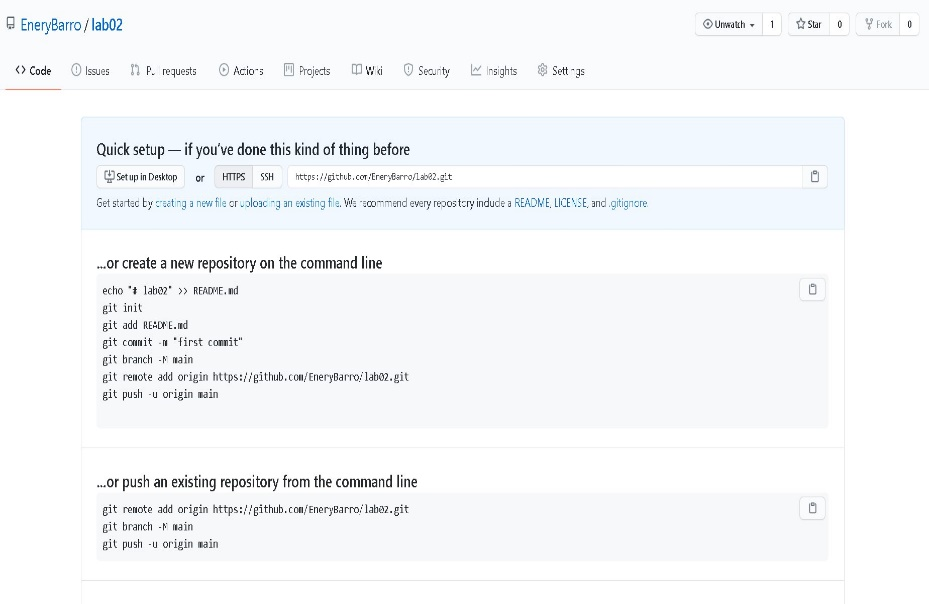 EneryBarro / lab02
Unwatch 1 Star 0 Fork 0
<> Code Issues Pull requests Actions Projects Wiki Security Insights Settings
Quick setup — if you've done this kind of thing before
Set up in Desktop or HTTPS SSH https://github.com/EneryBarro/lab02.git
Get started by creating a new file or uploading an existing file. We recommend every repository include a README, LICENSE, and .gitignore.
...or create a new repository on the command line
echo "# lab02" >> README.md
git init
git add README.md
git commit -m "first commit"
git branch -M main
git remote add origin https://github.com/EneryBarro/lab02.git
git push -u origin main
...or push an existing repository from the command line
git remote add origin https://github.com/EneryBarro/lab02.git
git branch -M main
git push -u origin main